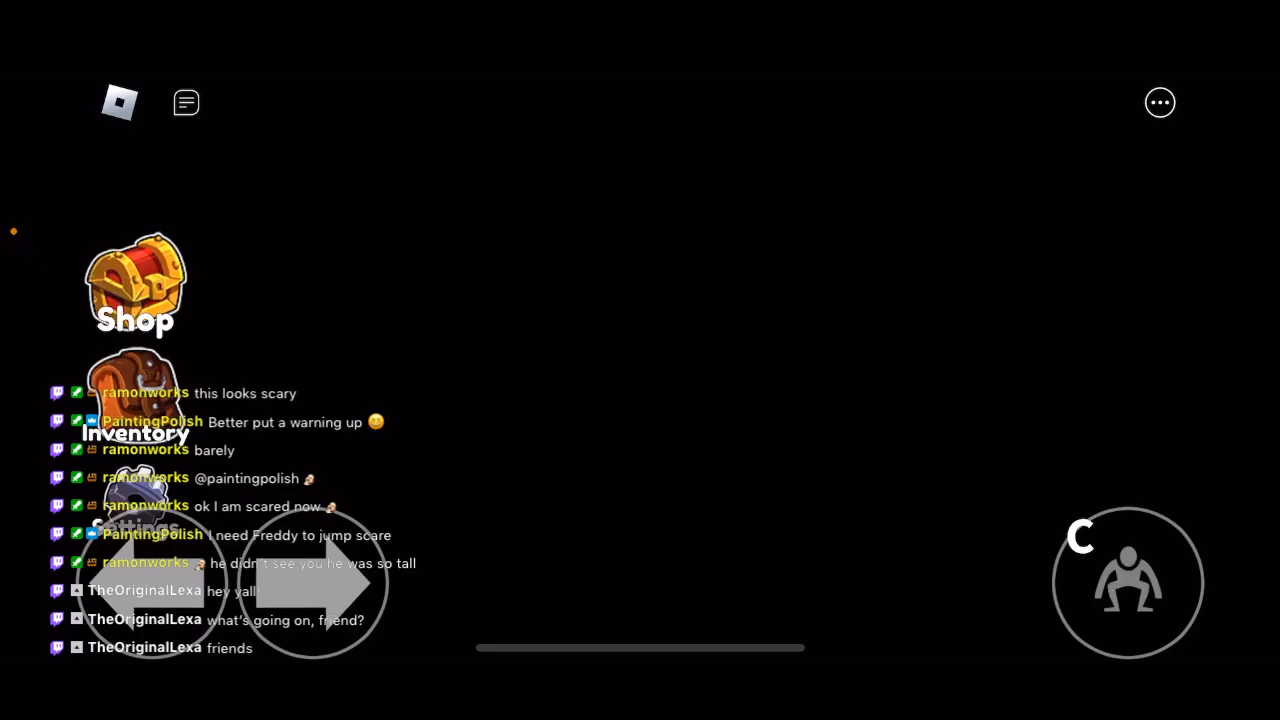 Shop
ramonworks this looks scary
PaintingPolish Better put a warning up 😆
Inventory
ramonworks barely
ramonworks @paintingpolish
ramonworks ok I am scared now
Settings
C
PaintingPolish I need Freddy to jump scare
ramonworks he didn't see you he was so tall
TheOriginalLexa hey yall!
TheOriginalLexa what's going on, friend?
TheOriginalLexa friends